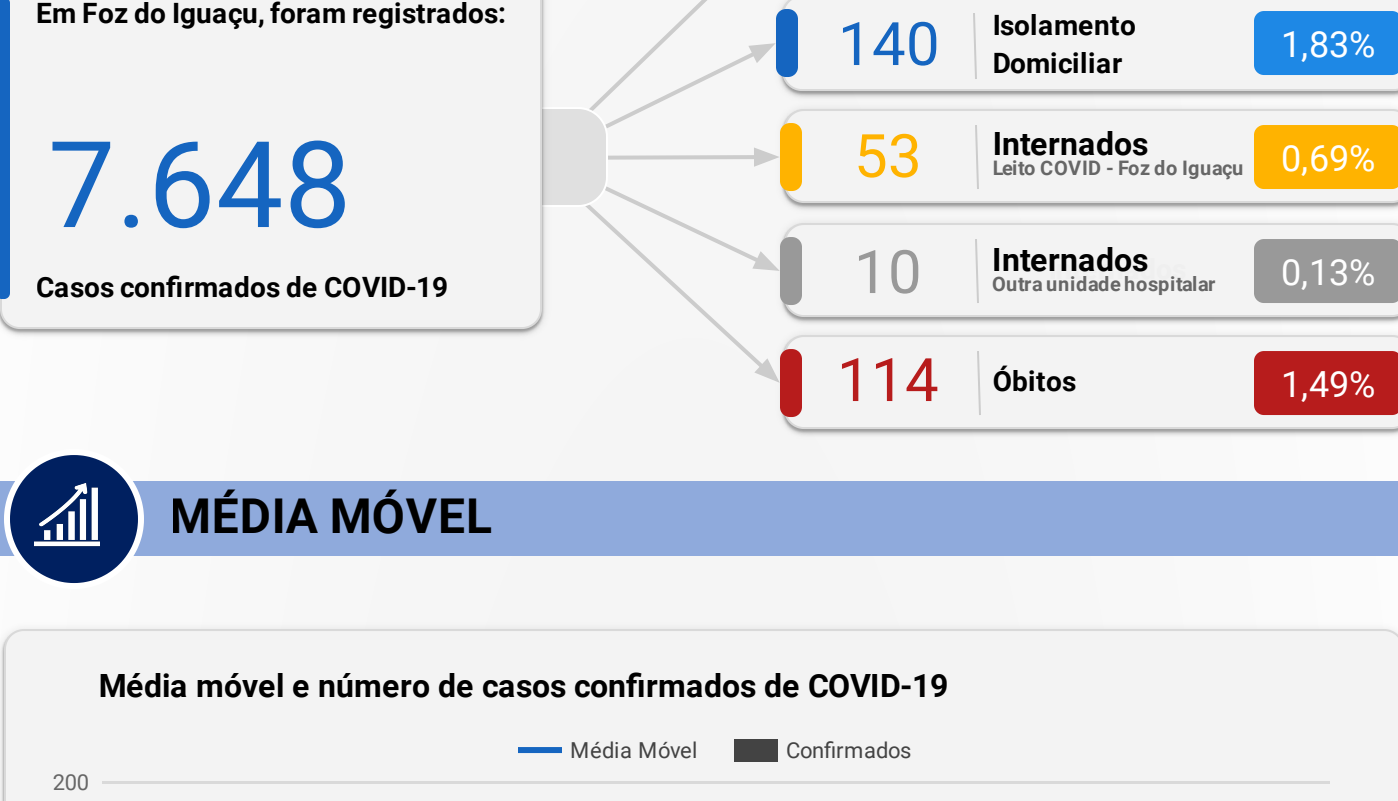 Em Foz do Iguaçu, foram registrados:
7.648
Casos confirmados de COVID-19
140
Isolamento
Domiciliar
1,83%
53
Internados
Leito COVID - Foz do Iguaçu
0,69%
10
Internados
Outra unidade hospitalar
0,13%
114
Óbitos
1,49%
MÉDIA MÓVEL
Média móvel e número de casos confirmados de COVID-19
Média Móvel
Confirmados
200